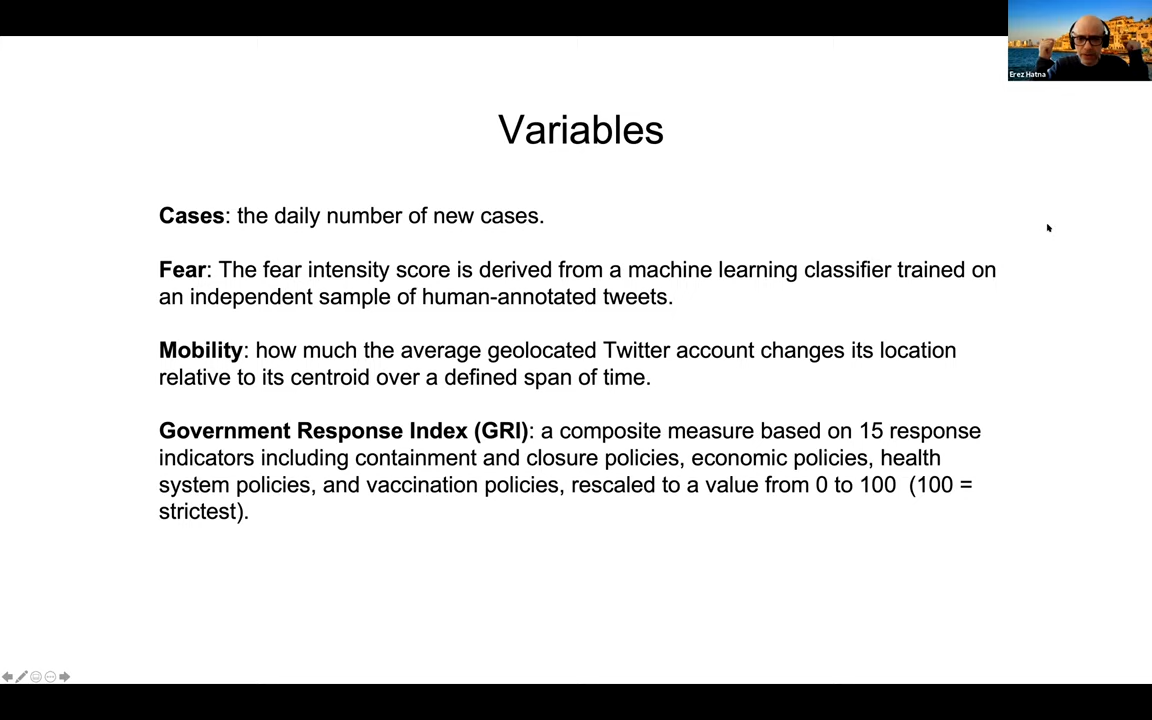 Erez Hatna
Variables
Cases: the daily number of new cases.
Fear: The fear intensity score is derived from a machine learning classifier trained on
an independent sample of human-annotated tweets.
Mobility: how much the average geolocated Twitter account changes its location
relative to its centroid over a defined span of time.
Government Response Index (GRI): a composite measure based on 15 response
indicators including containment and closure policies, economic policies, health
system policies, and vaccination policies, rescaled to a value from 0 to 100  (100 =
strictest).